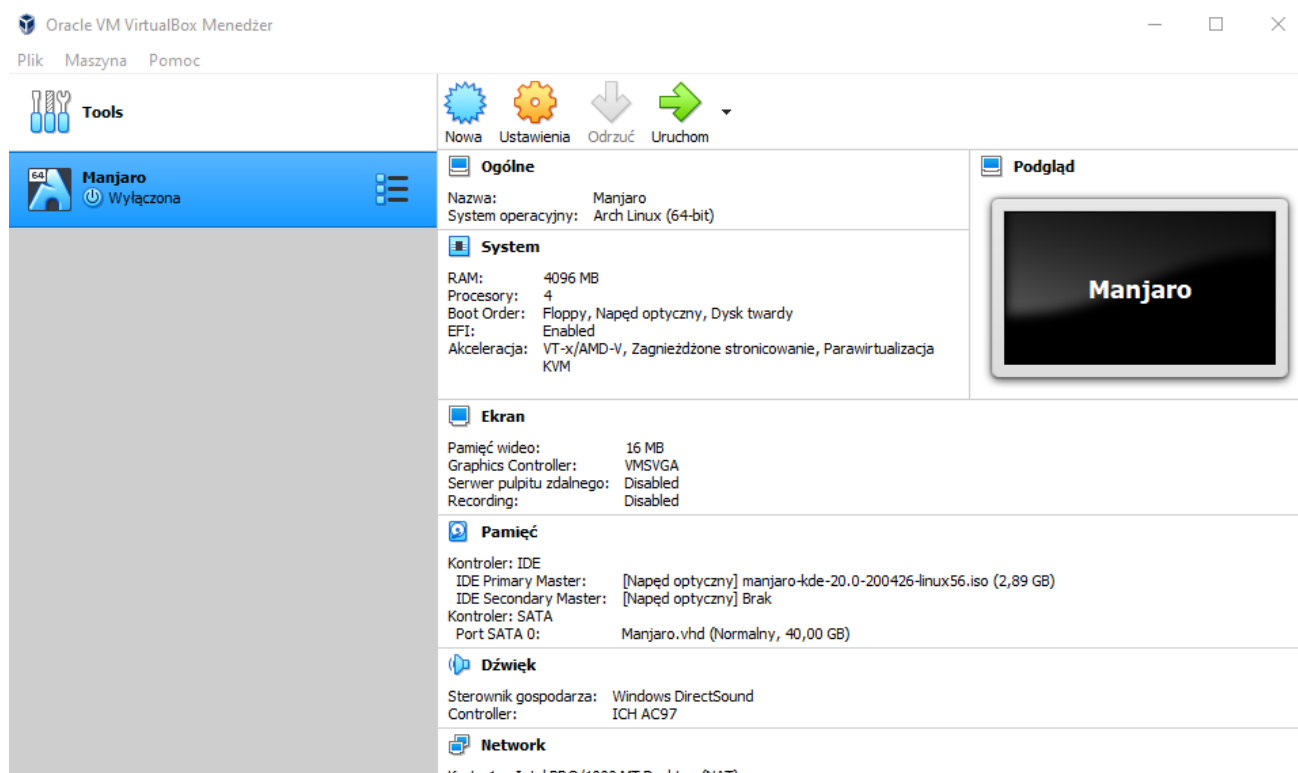 Oracle VM VirtualBox Menedżer
Plik Maszyna Pomoc
Tools
Nowa Ustawienia Odrzuć Uruchom
64
Manjaro
Wyłączona
Ogólne
Nazwa: Manjaro
System operacyjny: Arch Linux (64-bit)
Podgląd
Manjaro
System
RAM: 4096 MB
Procesory: 4
Boot Order: Floppy, Napęd optyczny, Dysk twardy
EFI: Enabled
Akceleracja: VT-x/AMD-V, Zagnieżdżone stronicowanie, Parawirtualizacja
KVM
Ekran
Pamięć wideo: 16 MB
Graphics Controller: VMSVGA
Serwer pulpitu zdalnego: Disabled
Recording: Disabled
Pamięć
Kontroler: IDE
IDE Primary Master: [Napęd optyczny] manjaro-kde-20.0-200426-linux56.iso (2,89 GB)
IDE Secondary Master: [Napęd optyczny] Brak
Kontroler: SATA
Port SATA 0: Manjaro.vhd (Normalny, 40,00 GB)
Dźwięk
Sterownik gospodarza: Windows DirectSound
Controller: ICH AC97
Network